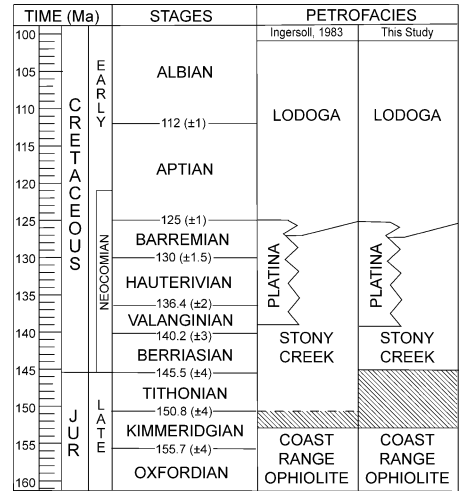 TIME (Ma) STAGES PETROFACIES
Ingersoll, 1983 This Study
100
105
110
115
120
125
130
135
140
145
150
155
160
CRETACEOUS
JUR
EARLY
NEOCOMIAN
LATE
ALBIAN
112 (±1)
APTIAN
125 (±1)
BARREMIAN
130 (±1.5)
HAUTERIVIAN
136.4 (±2)
VALANGINIAN
140.2 (±3)
BERRIASIAN
145.5 (±4)
TITHONIAN
150.8 (±4)
KIMMERIDGIAN
155.7 (±4)
OXFORDIAN
LODOGA
PLATINA
STONY
CREEK
COAST
RANGE
OPHIOLITE
LODOGA
PLATINA
STONY
CREEK
COAST
RANGE
OPHIOLITE